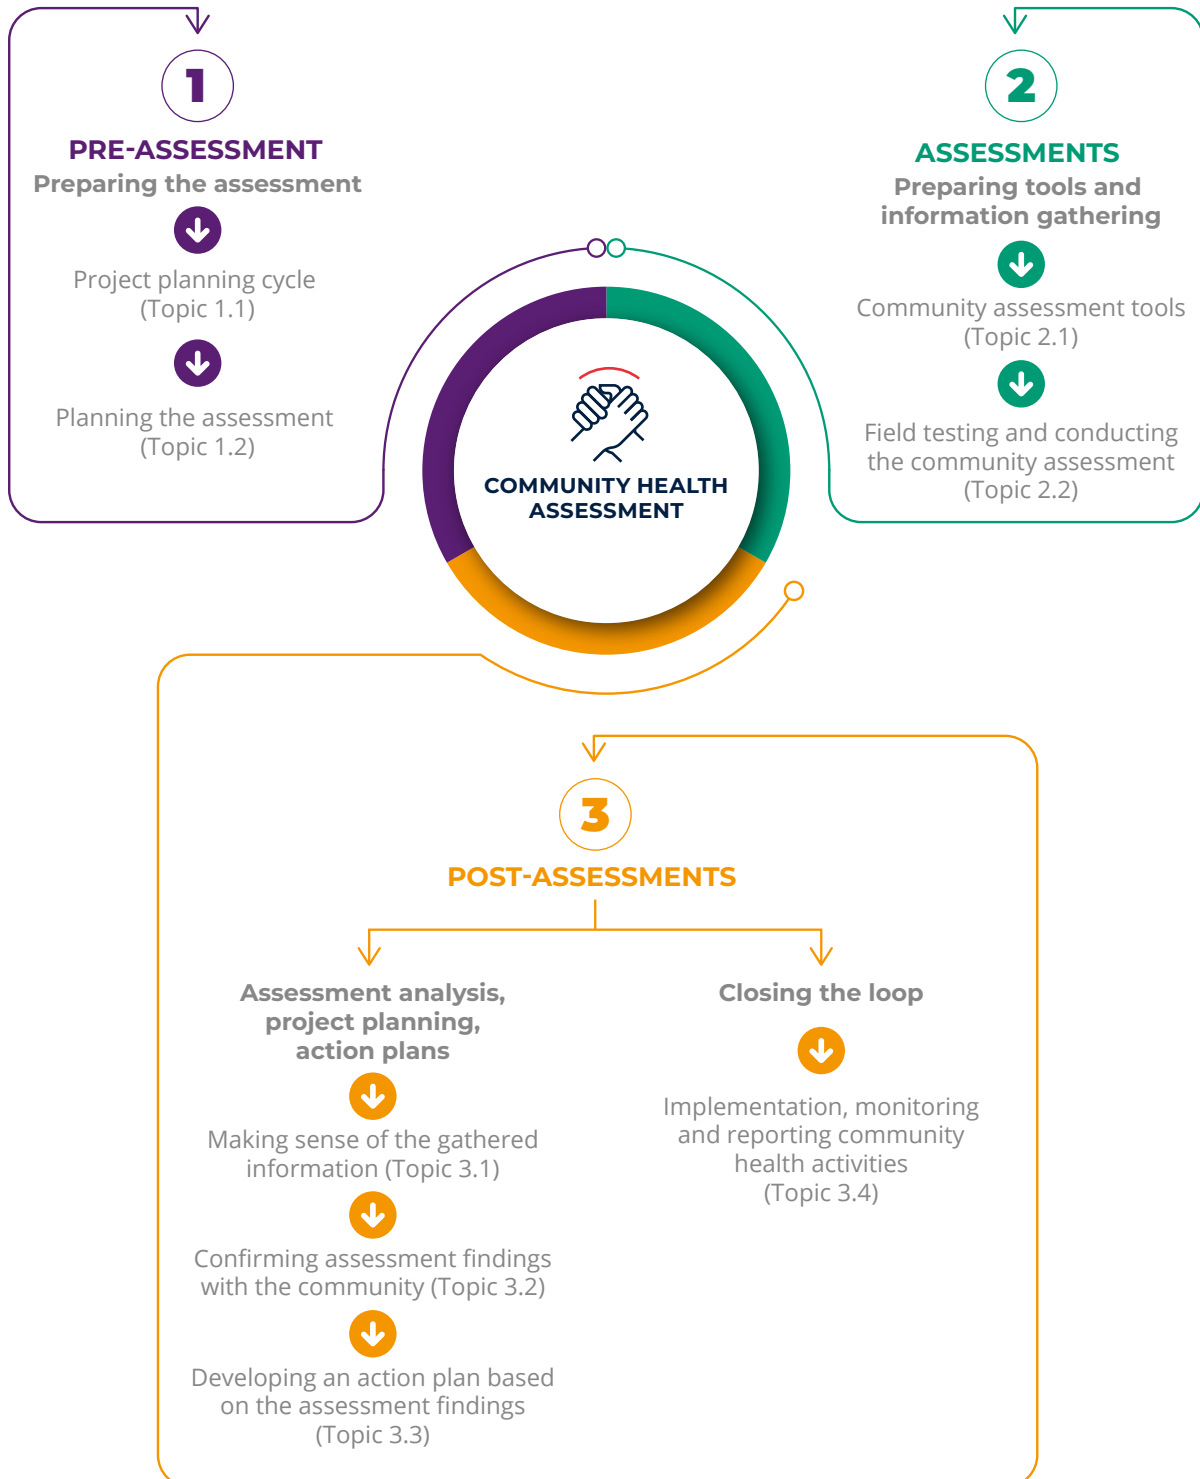 1
PRE-ASSESSMENT
Preparing the assessment
Project planning cycle
(Topic 1.1)
Planning the assessment
(Topic 1.2)
2
ASSESSMENTS
Preparing tools and
information gathering
Community assessment tools
(Topic 2.1)
Field testing and conducting
the community assessment
(Topic 2.2)
COMMUNITY HEALTH
ASSESSMENT
3
POST-ASSESSMENTS
Assessment analysis,
project planning,
action plans
Making sense of the gathered
information (Topic 3.1)
Confirming assessment findings
with the community (Topic 3.2)
Developing an action plan based
on the assessment findings
(Topic 3.3)
Closing the loop
Implementation, monitoring
and reporting community
health activities
(Topic 3.4)